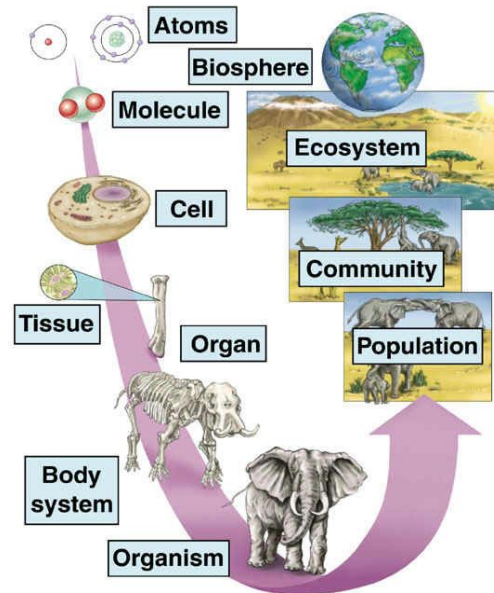 Atoms
Biosphere
Molecule
Ecosystem
Cell
Community
Tissue
Organ
Population
Body
system
Organism